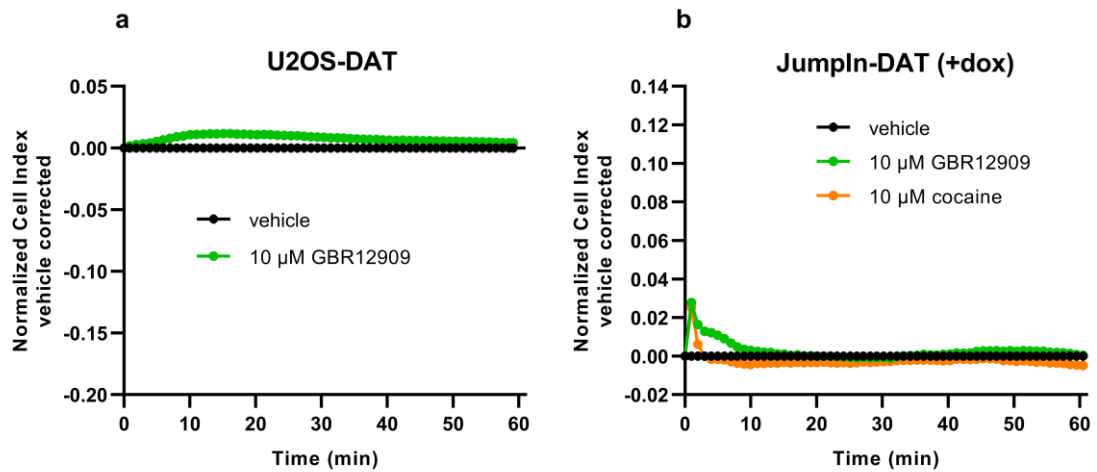 a
U2OS-DAT
Normalized Cell Index
vehicle corrected
0.05
0.00
-0.05
-0.10
-0.15
-0.20
vehicle
10 µM GBR12909
0 10 20 30 40 50 60
Time (min)
b
JumpIn-DAT (+dox)
Normalized Cell Index
vehicle corrected
0.14
0.12
0.10
0.08
0.06
0.04
0.02
0.00
-0.02
vehicle
10 µM GBR12909
10 µM cocaine
0 10 20 30 40 50 60
Time (min)